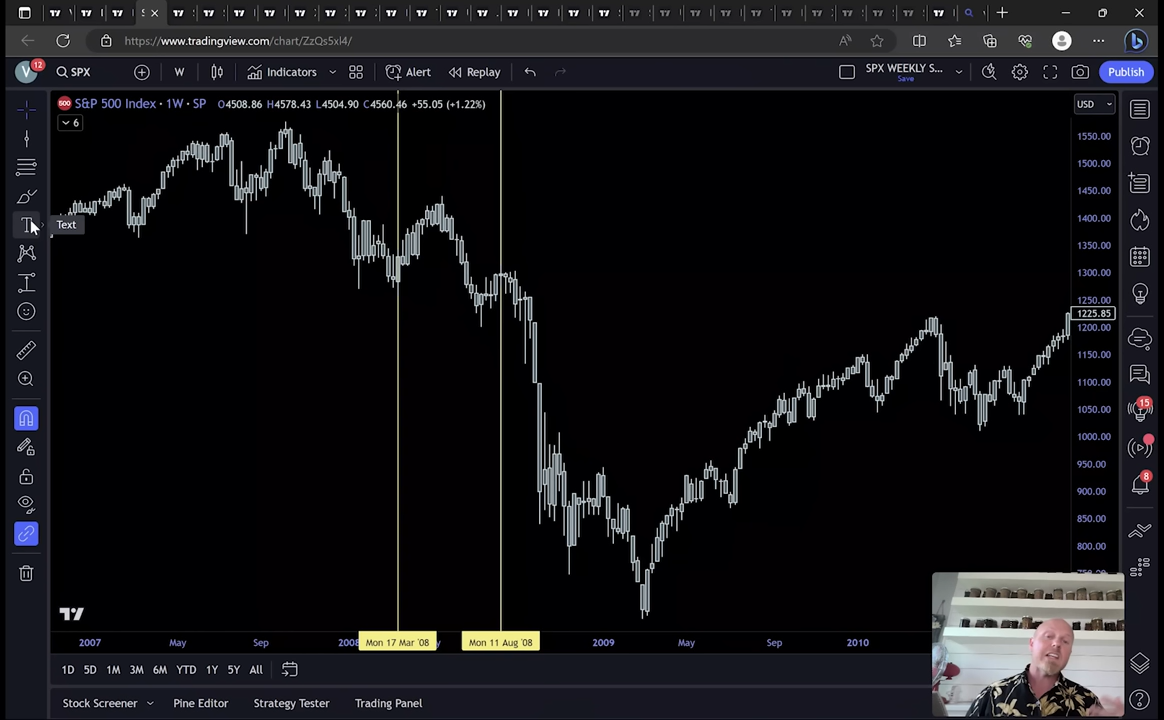 S
https://www.tradingview.com/chart/ZzQs5xl4/
V
12
SPX
W
Indicators
Alert
Replay
SPX WEEKLY S...
Save
Publish
500
S&P 500 Index · 1W · SP O4508.86 H4578.43 L4504.90 C4560.46 +55.05 (+1.22%)
USD
6
1550.00
1500.00
1450.00
1400.00
1350.00
1300.00
1250.00
1225.85
1200.00
1150.00
1100.00
1050.00
1000.00
950.00
900.00
850.00
800.00
Text
15
8
2007 May Sep 2008 Mon 17 Mar '08 Mon 11 Aug '08 2009 May Sep 2010
1D 5D 1M 3M 6M YTD 1Y 5Y All
Stock Screener Pine Editor Strategy Tester Trading Panel